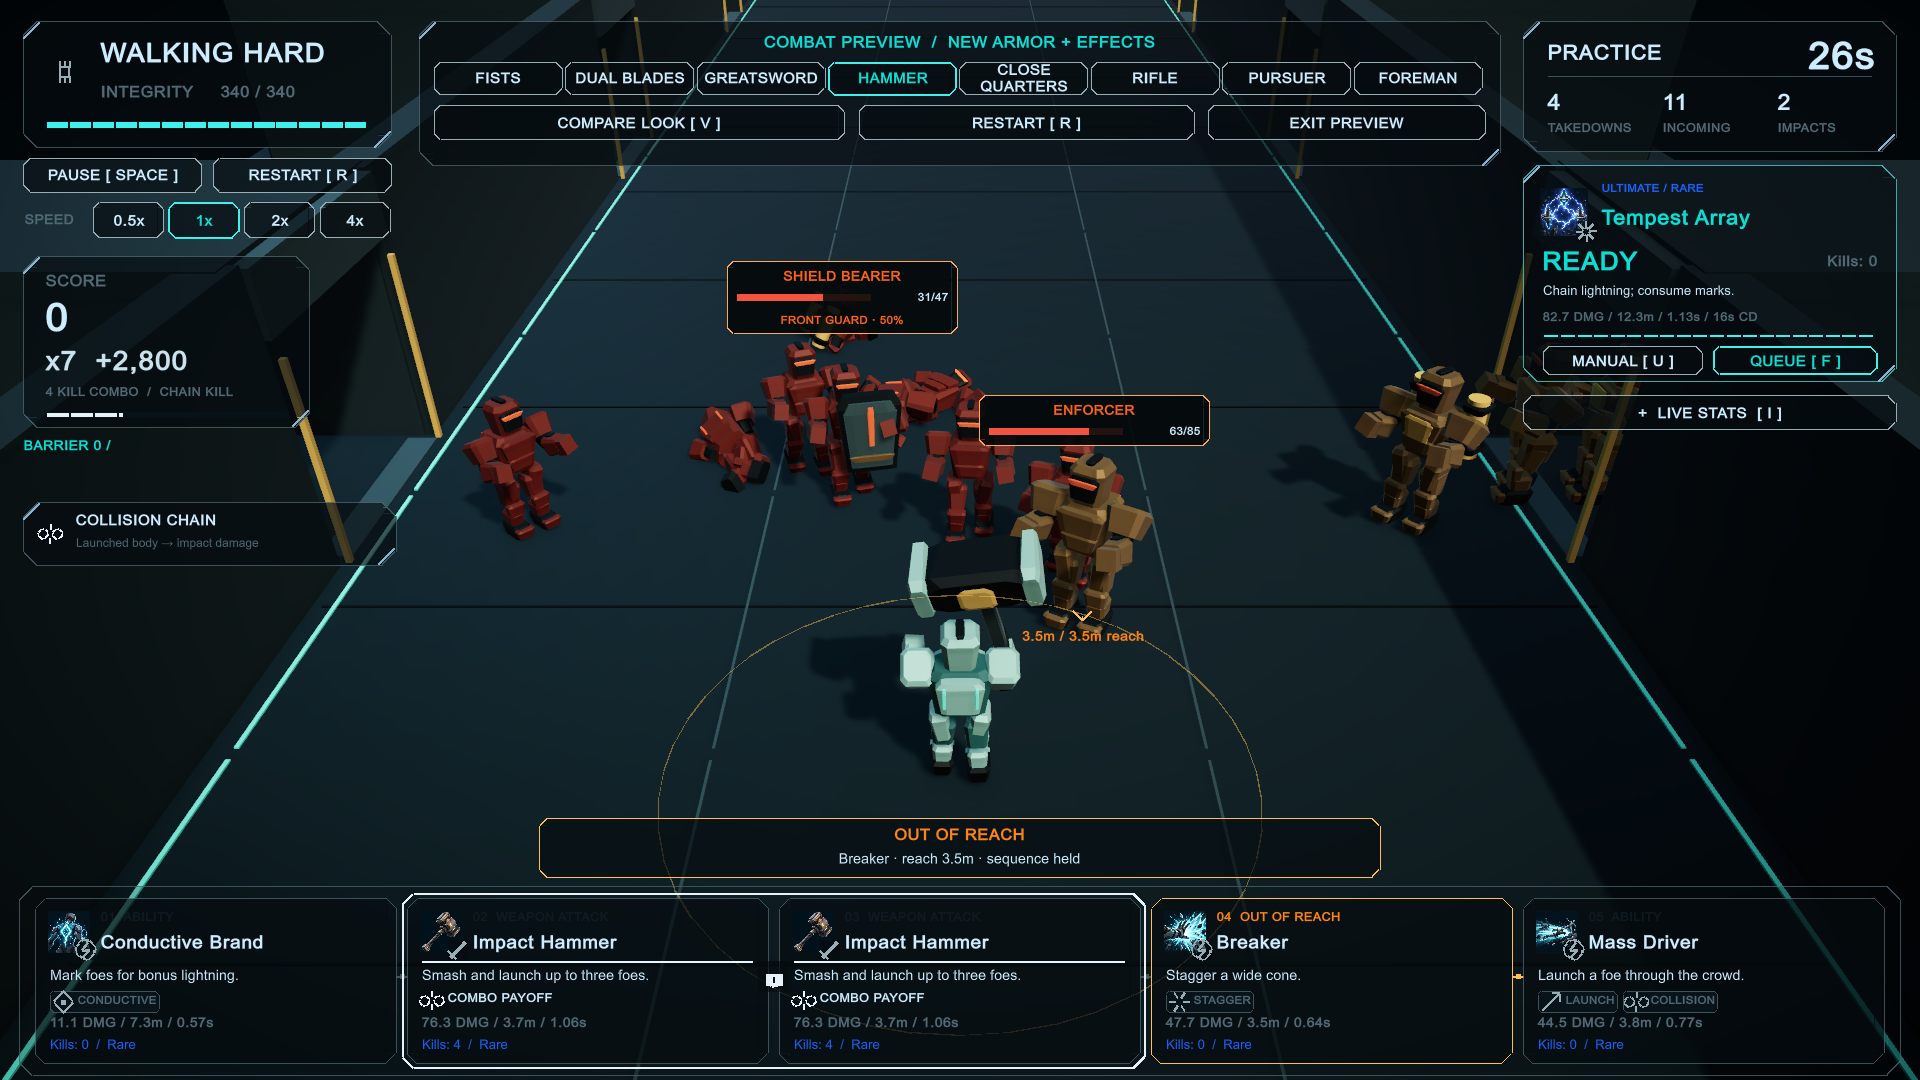 WALKING HARD
INTEGRITY 340 / 340
PAUSE [ SPACE ]
RESTART [ R ]
SPEED
0.5x
1x
2x
4x
SCORE
0
x7 +2,800
4 KILL COMBO / CHAIN KILL
BARRIER 0 /
COLLISION CHAIN
Launched body → impact damage
COMBAT PREVIEW / NEW ARMOR + EFFECTS
FISTS
DUAL BLADES
GREATSWORD
HAMMER
CLOSE
QUARTERS
RIFLE
PURSUER
FOREMAN
COMPARE LOOK [ V ]
RESTART [ R ]
EXIT PREVIEW
PRACTICE
26s
4
11
2
TAKEDOWNS
INCOMING
IMPACTS
ULTIMATE / RARE
Tempest Array
READY
Kills: 0
Chain lightning; consume marks.
82.7 DMG / 12.3m / 1.13s / 16s CD
MANUAL [ U ]
QUEUE [ F ]
+ LIVE STATS [ I ]
SHIELD BEARER
31/47
FRONT GUARD · 50%
ENFORCER
63/85
3.5m / 3.5m reach
OUT OF REACH
Breaker · reach 3.5m · sequence held
01 ABILITY
Conductive Brand
Mark foes for bonus lightning.
CONDUCTIVE
11.1 DMG / 7.3m / 0.57s
Kills: 0 / Rare
02 WEAPON ATTACK
Impact Hammer
Smash and launch up to three foes.
COMBO PAYOFF
76.3 DMG / 3.7m / 1.06s
Kills: 4 / Rare
03 WEAPON ATTACK
Impact Hammer
Smash and launch up to three foes.
COMBO PAYOFF
76.3 DMG / 3.7m / 1.06s
Kills: 4 / Rare
04 OUT OF REACH
Breaker
Stagger a wide cone.
STAGGER
47.7 DMG / 3.5m / 0.64s
Kills: 0 / Rare
05 ABILITY
Mass Driver
Launch a foe through the crowd.
LAUNCH
COLLISION
44.5 DMG / 3.8m / 0.77s
Kills: 0 / Rare